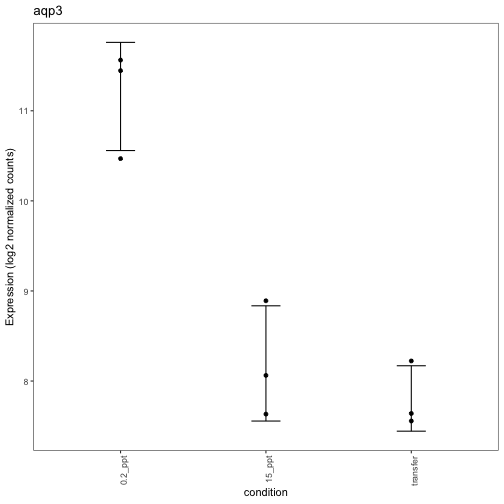 aqp3
Expression (log2 normalized counts)
11
10
9
8
0.2_ppt
15_ppt
transfer
condition